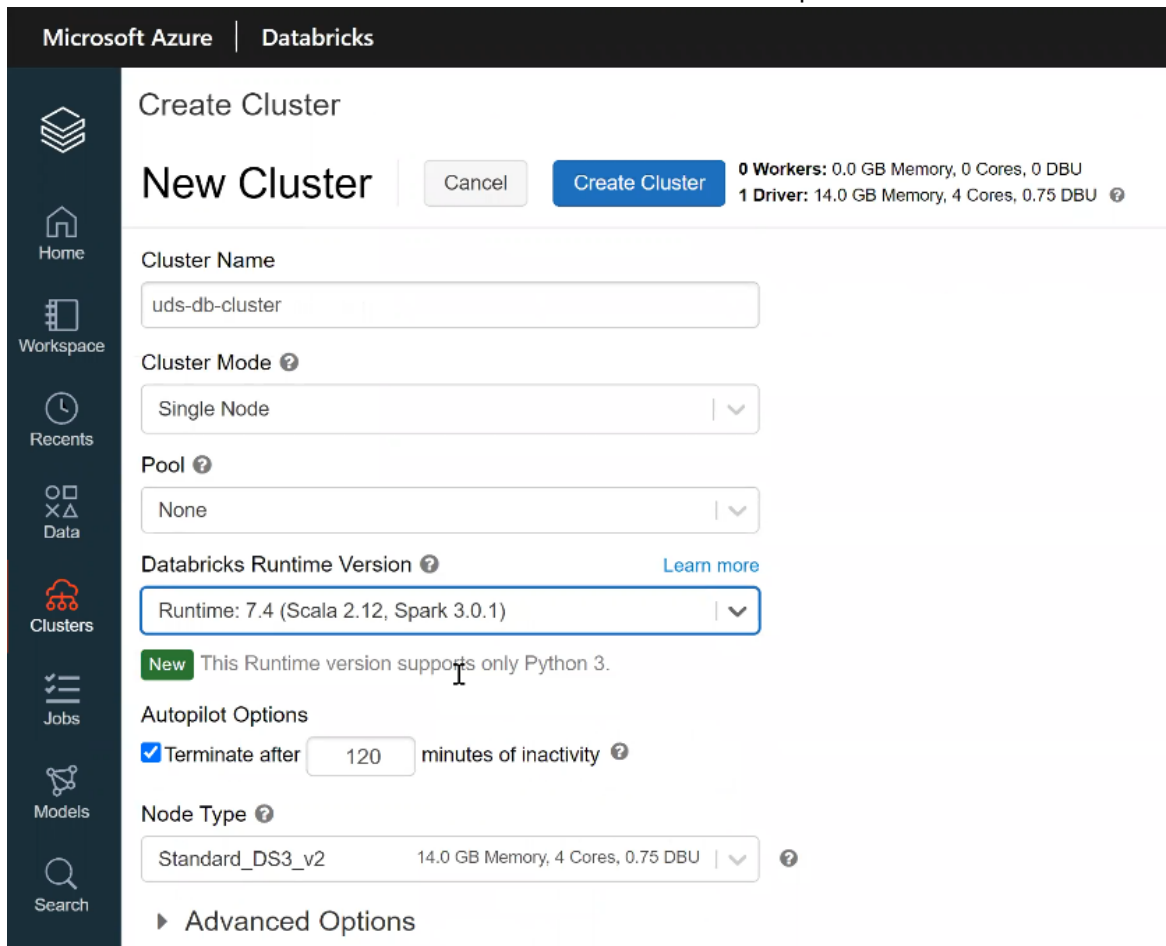 Microsoft Azure | Databricks
Create Cluster
New Cluster
Cancel
Create Cluster
0 Workers: 0.0 GB Memory, 0 Cores, 0 DBU
1 Driver: 14.0 GB Memory, 4 Cores, 0.75 DBU ?
Home
Workspace
Recents
Data
Clusters
Jobs
Models
Search
Cluster Name
uds-db-cluster
Cluster Mode ?
Single Node
Pool ?
None
Databricks Runtime Version ? Learn more
Runtime: 7.4 (Scala 2.12, Spark 3.0.1)
New This Runtime version supports only Python 3.
Autopilot Options
Terminate after 120 minutes of inactivity ?
Node Type ?
Standard_DS3_v2 14.0 GB Memory, 4 Cores, 0.75 DBU ?
Advanced Options